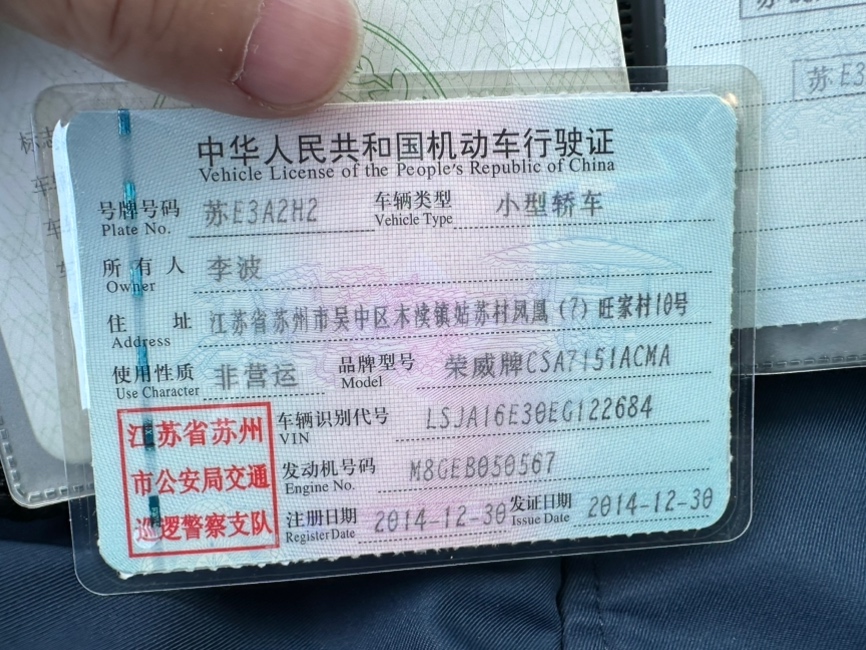 中华人民共和国机动车行驶证
Vehicle License of the People's Republic of China
号牌号码 苏E3A2H2 车辆类型 小型轿车
Plate No. Vehicle Type
所有人 李波
Owner
住址 江苏省苏州市吴中区木渎镇姑苏村凤凰(7)旺家村10号
Address
使用性质 非营运 品牌型号 荣威牌CSA7151ACMA
Use Character Model
江苏省苏州 车辆识别代号 LSJA16E30EG122684
VIN
市公安局交通 发动机号码 M8GEB050567
Engine No.
巡逻警察支队 注册日期 2014-12-30 发证日期 2014-12-30
Register Date Issue Date
苏E3